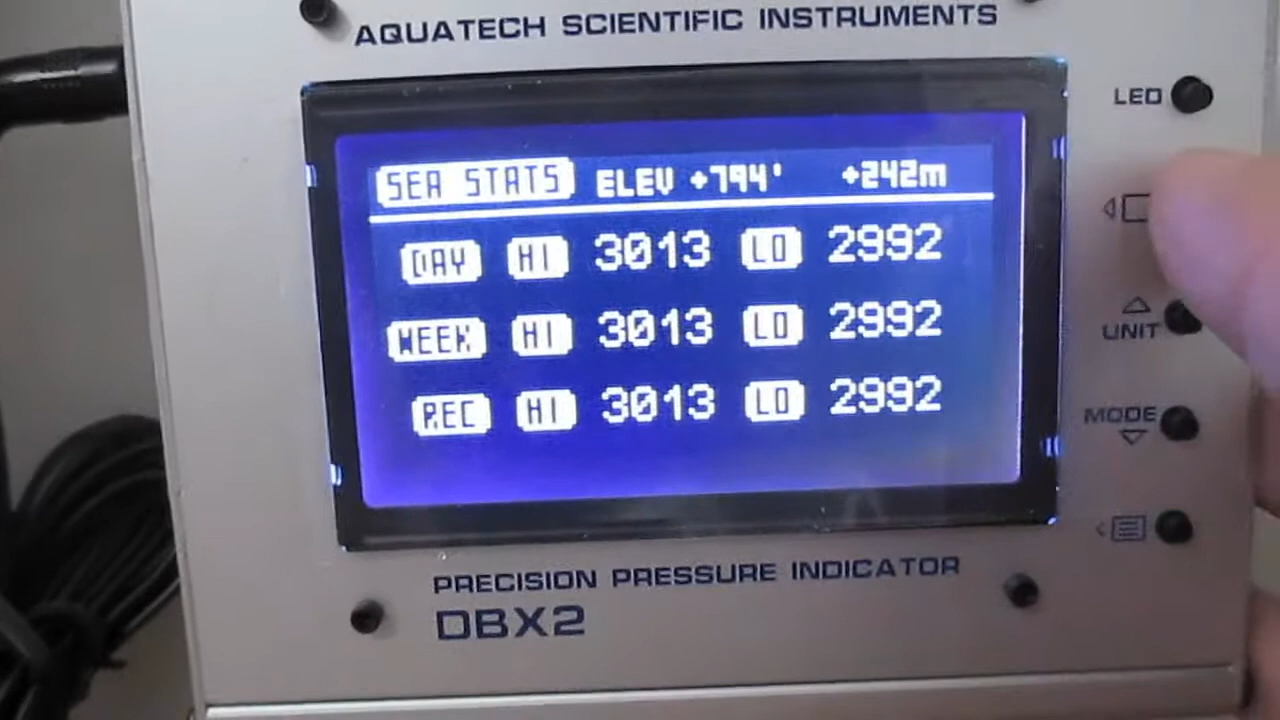 AQUATECH SCIENTIFIC INSTRUMENTS
LED
SEA STATS ELEV +794' +242m
DAY HI 3013 LO 2992
WEEK HI 3013 LO 2992
UNIT
REC HI 3013 LO 2992
MODE
PRECISION PRESSURE INDICATOR
DBX2